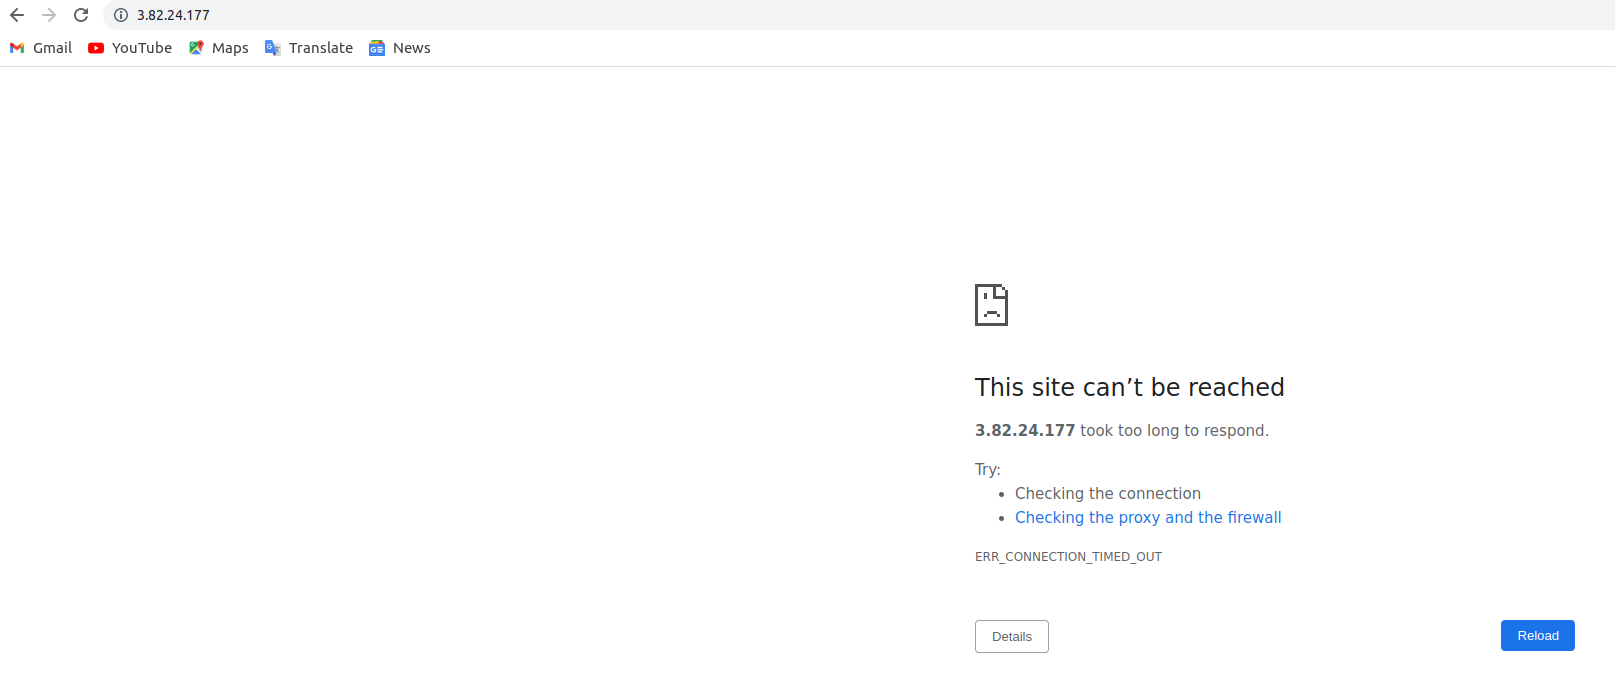 3.82.24.177
Gmail YouTube Maps Translate News
This site can’t be reached
3.82.24.177 took too long to respond.
Try:
• Checking the connection
• Checking the proxy and the firewall
ERR_CONNECTION_TIMED_OUT
Details Reload